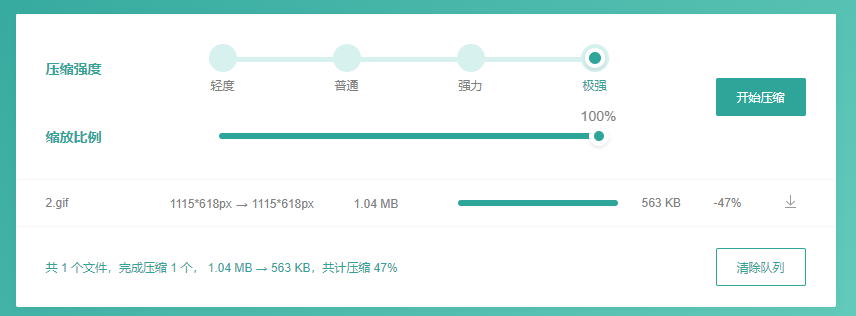 压缩强度
轻度 普通 强力 极强
开始压缩
100%
缩放比例
2.gif 1115*618px → 1115*618px 1.04 MB 563 KB -47%
共 1 个文件，完成压缩 1 个， 1.04 MB → 563 KB，共计压缩 47%
清除队列